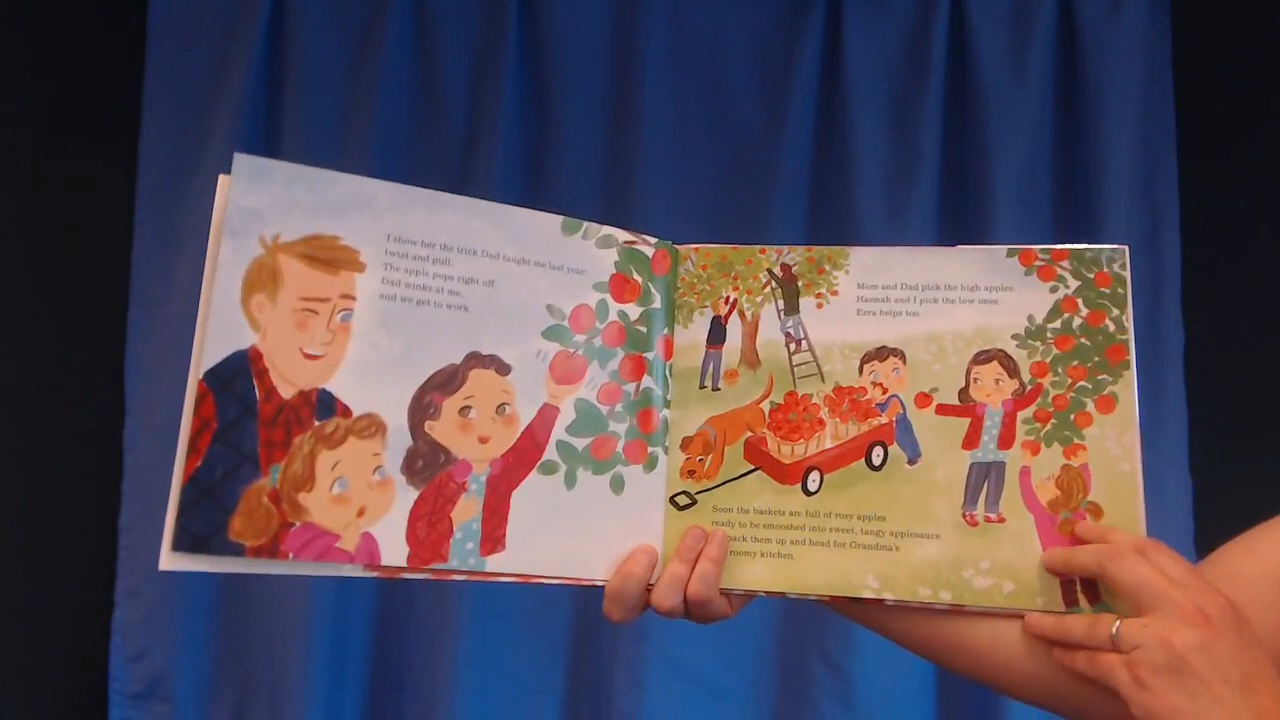 I show her the trick Dad taught me last year:
twist and pull.
The apple pops right off.
Dad winks at me,
and we get to work.
Mom and Dad pick the high apples.
Hannah and I pick the low ones.
Ezra helps too.
Soon the baskets are full of rosy apples
ready to be smooshed into sweet, tangy applesauce
pack them up and head for Grandma's
roomy kitchen.